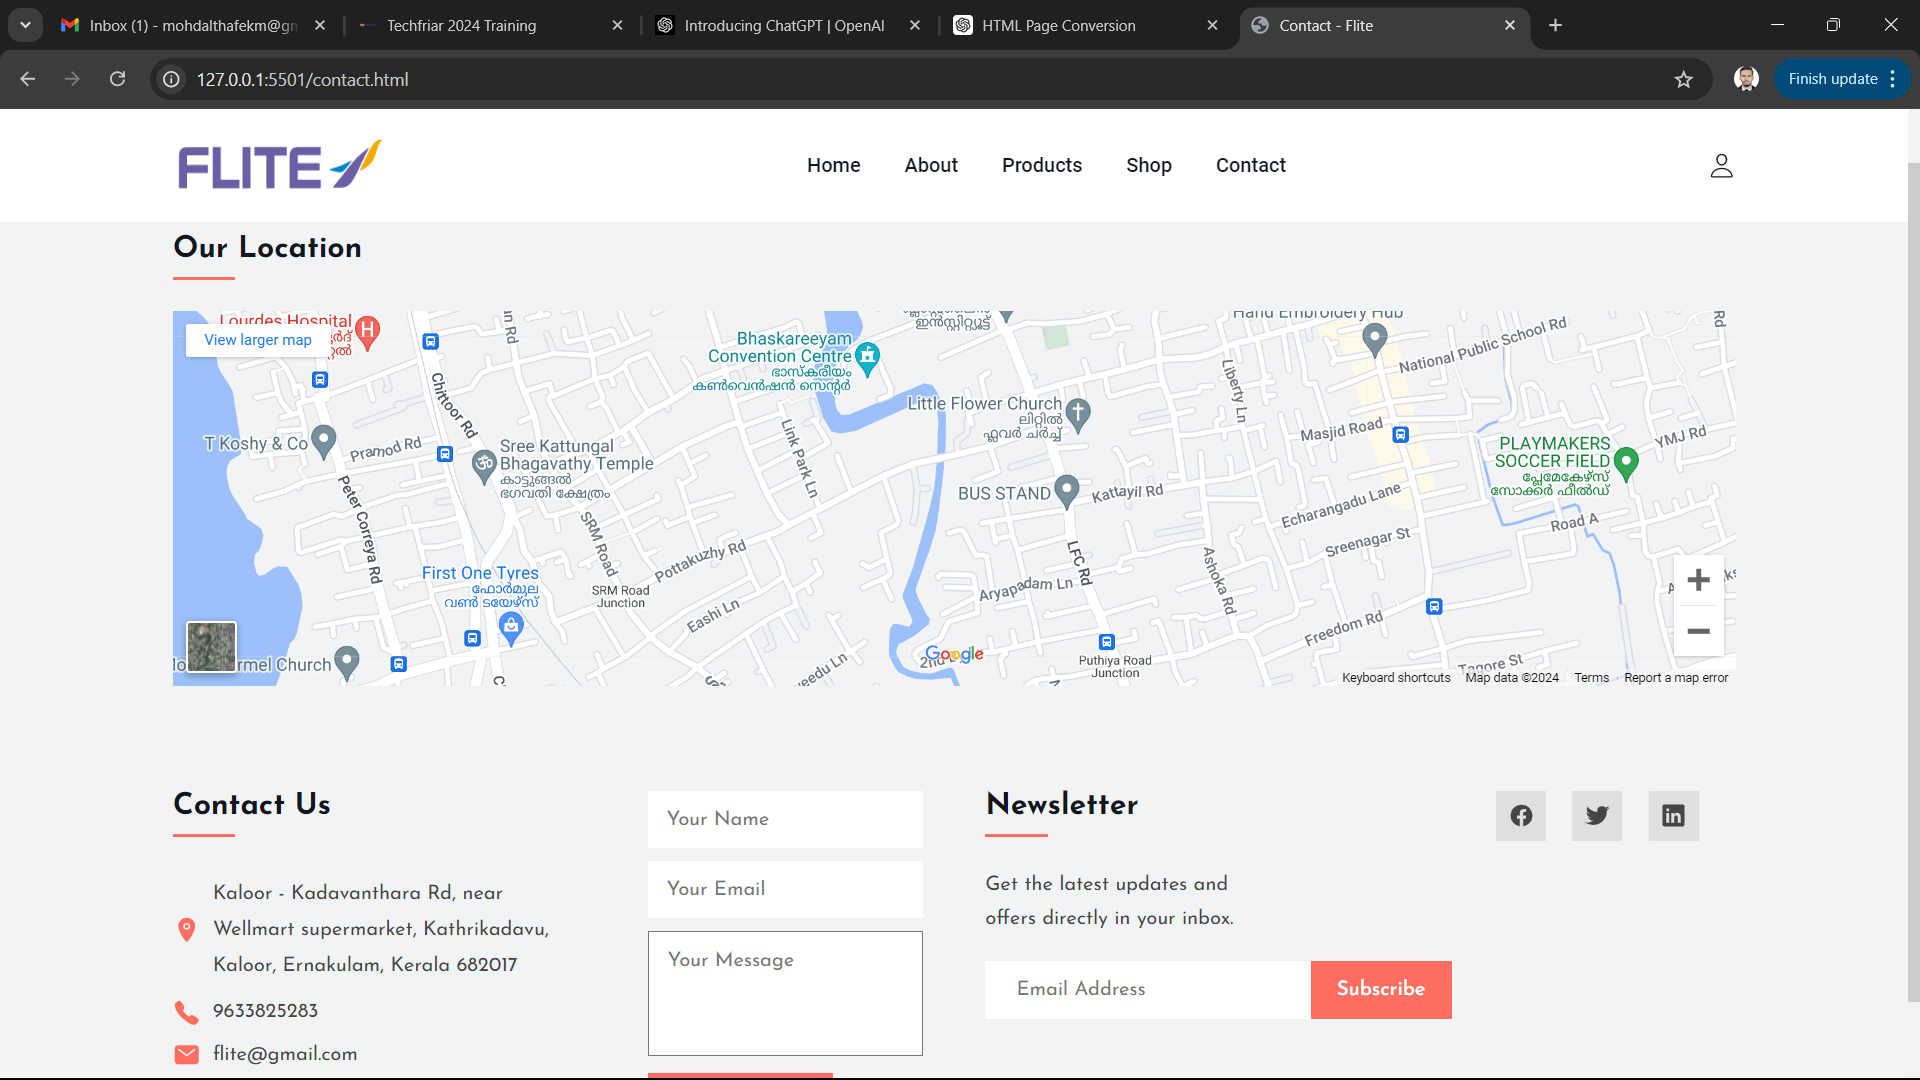 Inbox (1) - mohdalthafekm@gm
Techfriar 2024 Training
Introducing ChatGPT | OpenAI
HTML Page Conversion
Contact - Flite
127.0.0.1:5501/contact.html
Finish update
FLITE
Home
About
Products
Shop
Contact
Our Location
Lourdes Hospital
View larger map
Chittoor Rd
Bhaskareeyam
Convention Centre
ഭാസ്കരീയം
കൺവെൻഷൻ സെന്റർ
ഇൻസ്റ്റിറ്റ്യൂട്ട്
Hand Embroidery Hub
National Public School Rd
Rd
Liberty Ln
Little Flower Church
ലിറ്റിൽ
ഫ്ലവർ ചർച്ച്
T Koshy & Co
Pramod Rd
Sree Kattungal
Bhagavathy Temple
കാട്ടുങ്ങൽ
ഭഗവതി ക്ഷേത്രം
Link Park Ln
Masjid Road
PLAYMAKERS
SOCCER FIELD
പ്ലേമേകേഴ്സ്
സോക്കർ ഫീൽഡ്
YMJ Rd
BUS STAND
Kattayil Rd
Peter Correya Rd
SRM Road
Echarangadu Lane
Road A
Sreenagar St
Pottakuzhy Rd
LFC Rd
Ashoka Rd
First One Tyres
ഫോർമുല
വൺ ടയേഴ്സ്
SRM Road
Junction
Aryapadam Ln
Eashi Ln
Freedom Rd
rmel Church
veedu Ln
2nd
Google
Puthiya Road
Junction
Tagore St
Keyboard shortcuts
Map data ©2024
Terms
Report a map error
Contact Us
Kaloor - Kadavanthara Rd, near
Wellmart supermarket, Kathrikadavu,
Kaloor, Ernakulam, Kerala 682017
9633825283
flite@gmail.com
Your Name
Your Email
Your Message
Newsletter
Get the latest updates and
offers directly in your inbox.
Email Address
Subscribe